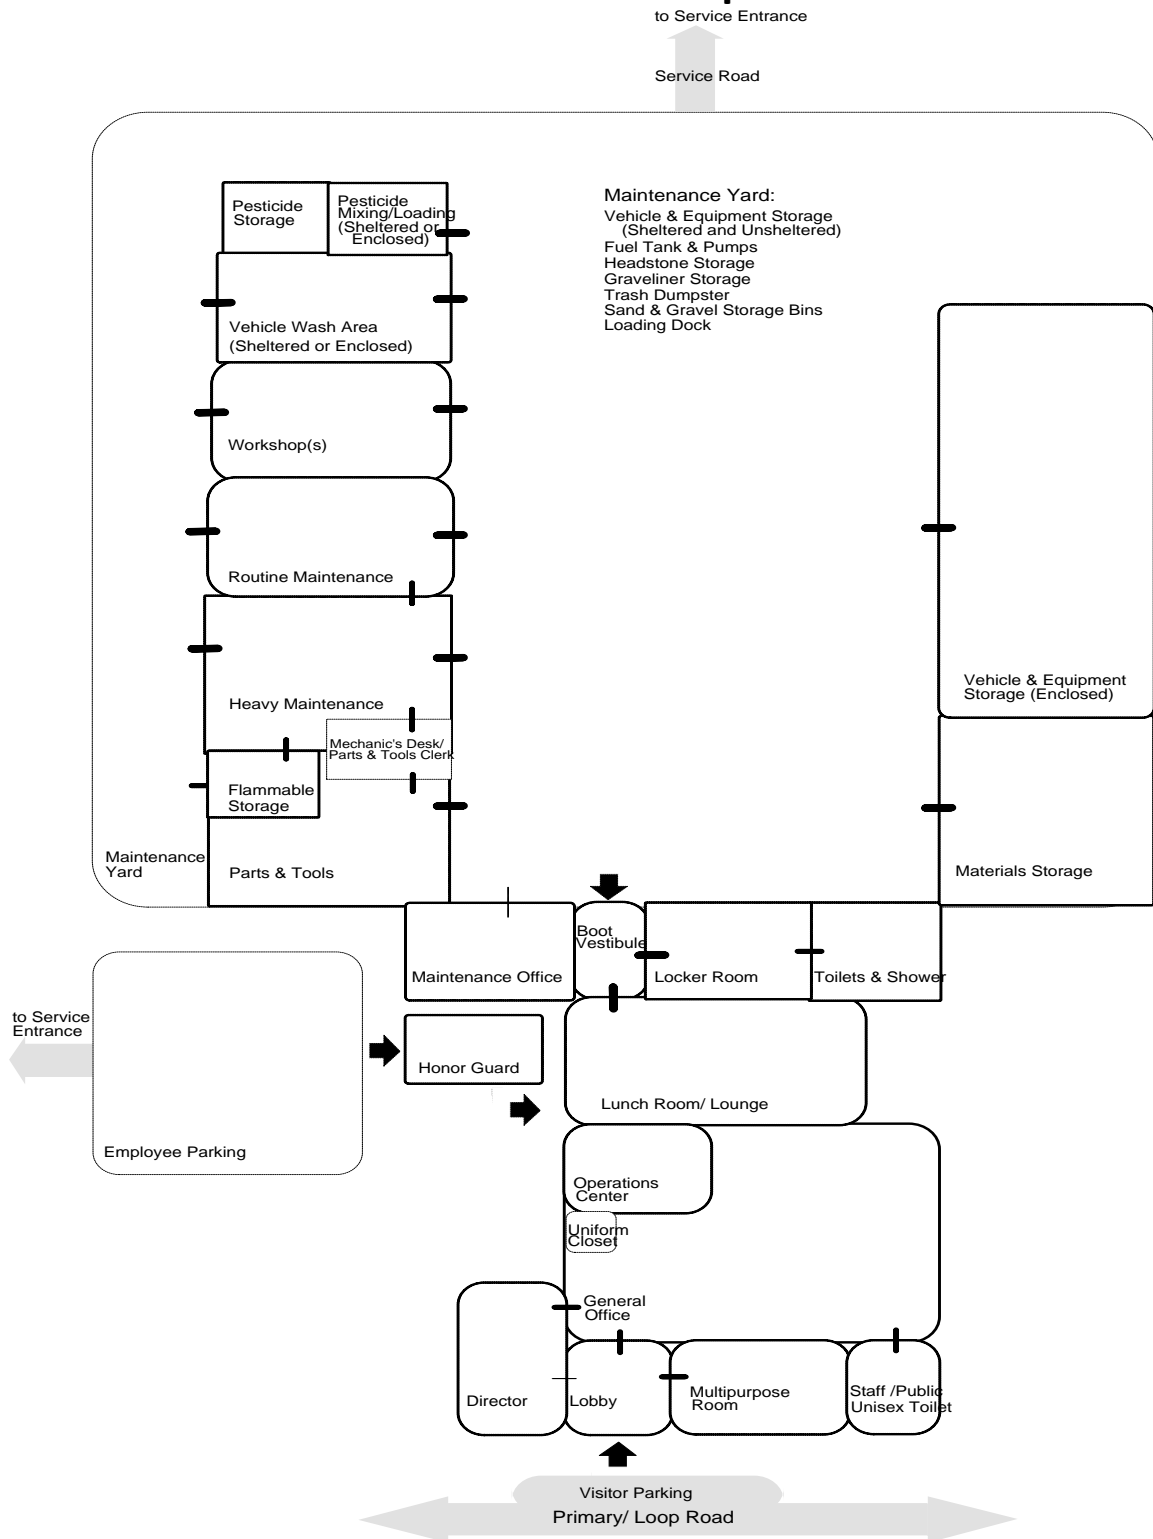 to Service Entrance
Service Road
Maintenance Yard:
Vehicle & Equipment Storage
(Sheltered and Unsheltered)
Fuel Tank & Pumps
Headstone Storage
Graveliner Storage
Trash Dumpster
Sand & Gravel Storage Bins
Loading Dock
Pesticide
Storage
Pesticide
Mixing/Loading
(Sheltered or
Enclosed)
Vehicle Wash Area
(Sheltered or Enclosed)
Workshop(s)
Routine Maintenance
Heavy Maintenance
Mechanic's Desk/
Parts & Tools Clerk
Flammable
Storage
Maintenance
Yard
Parts & Tools
Vehicle & Equipment
Storage (Enclosed)
Materials Storage
Boot
Vestibule
Maintenance Office
Locker Room
Toilets & Shower
to Service
Entrance
Honor Guard
Lunch Room/ Lounge
Employee Parking
Operations
Center
Uniform
Closet
General
Office
Director
Lobby
Multipurpose
Room
Staff /Public
Unisex Toilet
Visitor Parking
Primary/ Loop Road